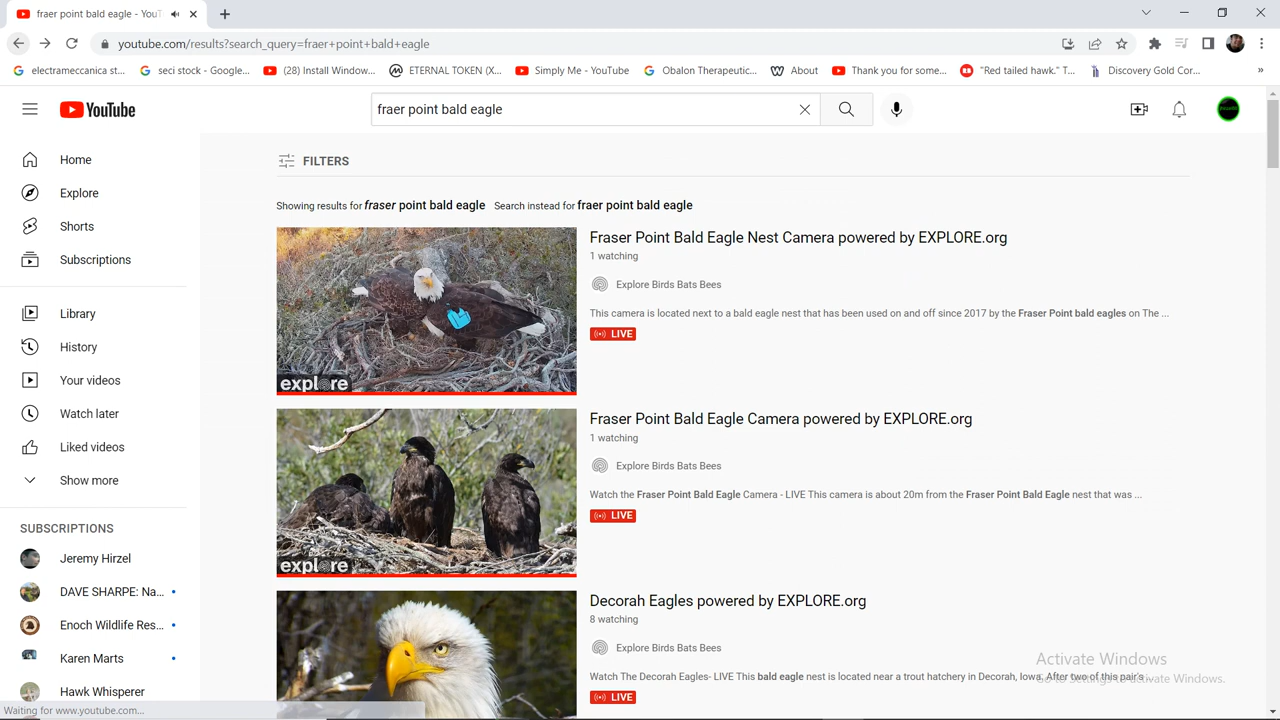 fraer point bald eagle - YouT
youtube.com/results?search_query=fraer+point+bald+eagle
electrameccanica st...
seci stock - Google...
(28) Install Window...
ETERNAL TOKEN (X...
Simply Me - YouTube
Obalon Therapeutic...
About
Thank you for some...
"Red tailed hawk." T...
Discovery Gold Cor...
»
YouTube
fraer point bald eagle
Home
Explore
Shorts
Subscriptions
Library
History
Your videos
Watch later
Liked videos
Show more
SUBSCRIPTIONS
Jeremy Hirzel
DAVE SHARPE: Na...
Enoch Wildlife Res...
Karen Marts
Hawk Whisperer
Waiting for www.youtube.com...
FILTERS
Showing results for fraser point bald eagle Search instead for fraer point bald eagle
explore
Fraser Point Bald Eagle Nest Camera powered by EXPLORE.org
1 watching
Explore Birds Bats Bees
This camera is located next to a bald eagle nest that has been used on and off since 2017 by the Fraser Point bald eagles on The ...
LIVE
explore
Fraser Point Bald Eagle Camera powered by EXPLORE.org
1 watching
Explore Birds Bats Bees
Watch the Fraser Point Bald Eagle Camera - LIVE This camera is about 20m from the Fraser Point Bald Eagle nest that was ...
LIVE
Decorah Eagles powered by EXPLORE.org
8 watching
Explore Birds Bats Bees
Watch The Decorah Eagles- LIVE This bald eagle nest is located near a trout hatchery in Decorah, Iowa. After two of this pair's
LIVE
Activate Windows
Go to Settings to activate Windows.